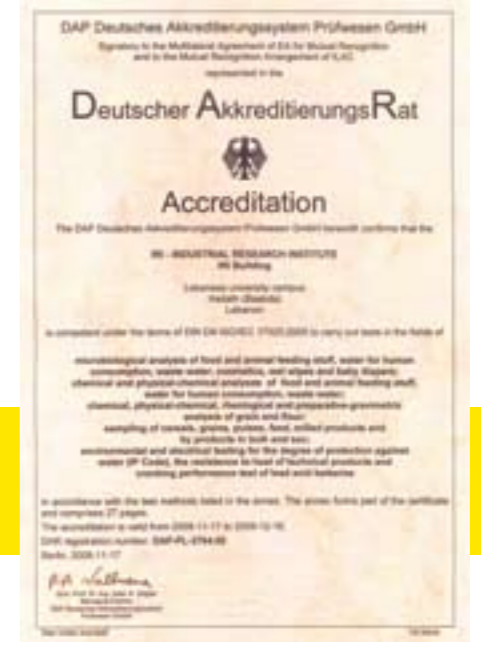 DAP Deutsches Akkreditierungssystem Prüfwesen GmbH
Signatory to the Multilateral Agreement of EA for Mutual Recognition
and to the Mutual Recognition Arrangement of ILAC
represented in the
Deutscher AkkreditierungsRat
Accreditation
The DAP Deutsches Akkreditierungssystem Prüfwesen GmbH herewith confirms that the
IRI - INDUSTRIAL RESEARCH INSTITUTE
IRI Building
Lebanese university campus
Hadath (Baabda)
Lebanon
is competent under the terms of DIN EN ISO/IEC 17025:2005 to carry out tests in the fields of
microbiological analysis of food and animal feeding stuff, water for human
consumption, waste water, cosmetics, wet wipes and baby diapers;
chemical and physical-chemical analyses of food and animal feeding stuff,
water for human consumption, waste water;
chemical, physical-chemical, rheological and preparative-granimetric
analysis of grain and flour;
sampling of cereals, grains, pulses, feed, milled products and
by products in bulk and sac;
environmental and electrical testing for the degree of protection against
water (IP Code), the resistance to heat of technical products and
cranking performance test of lead acid batteries
in accordance with the test methods listed in the annex. The annex forms part of the certificate
and comprises 27 pages.
The accreditation is valid from 2008-11-17 to
DAR registration number: DAP-PL-3764.00
Berlin, 2008-11-17